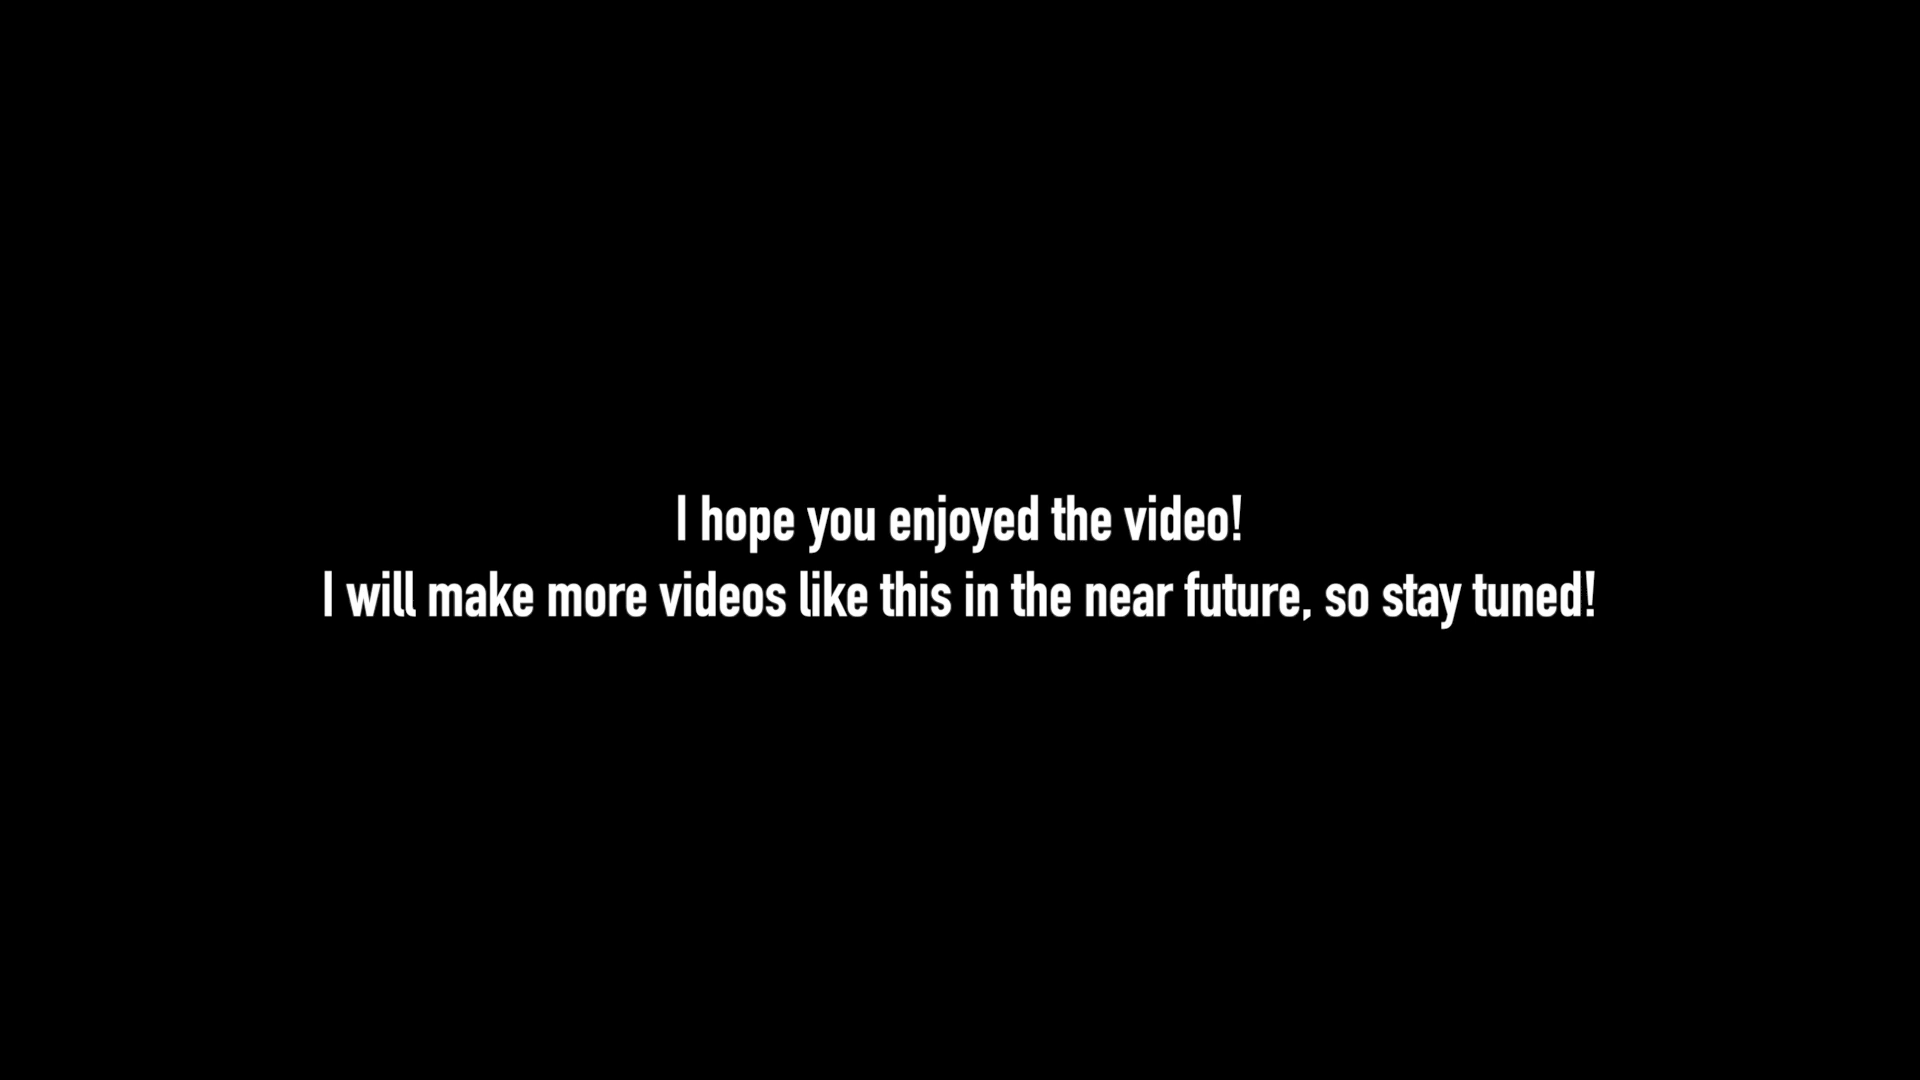 I hope you enjoyed the video!
I will make more videos like this in the near future, so stay tuned!